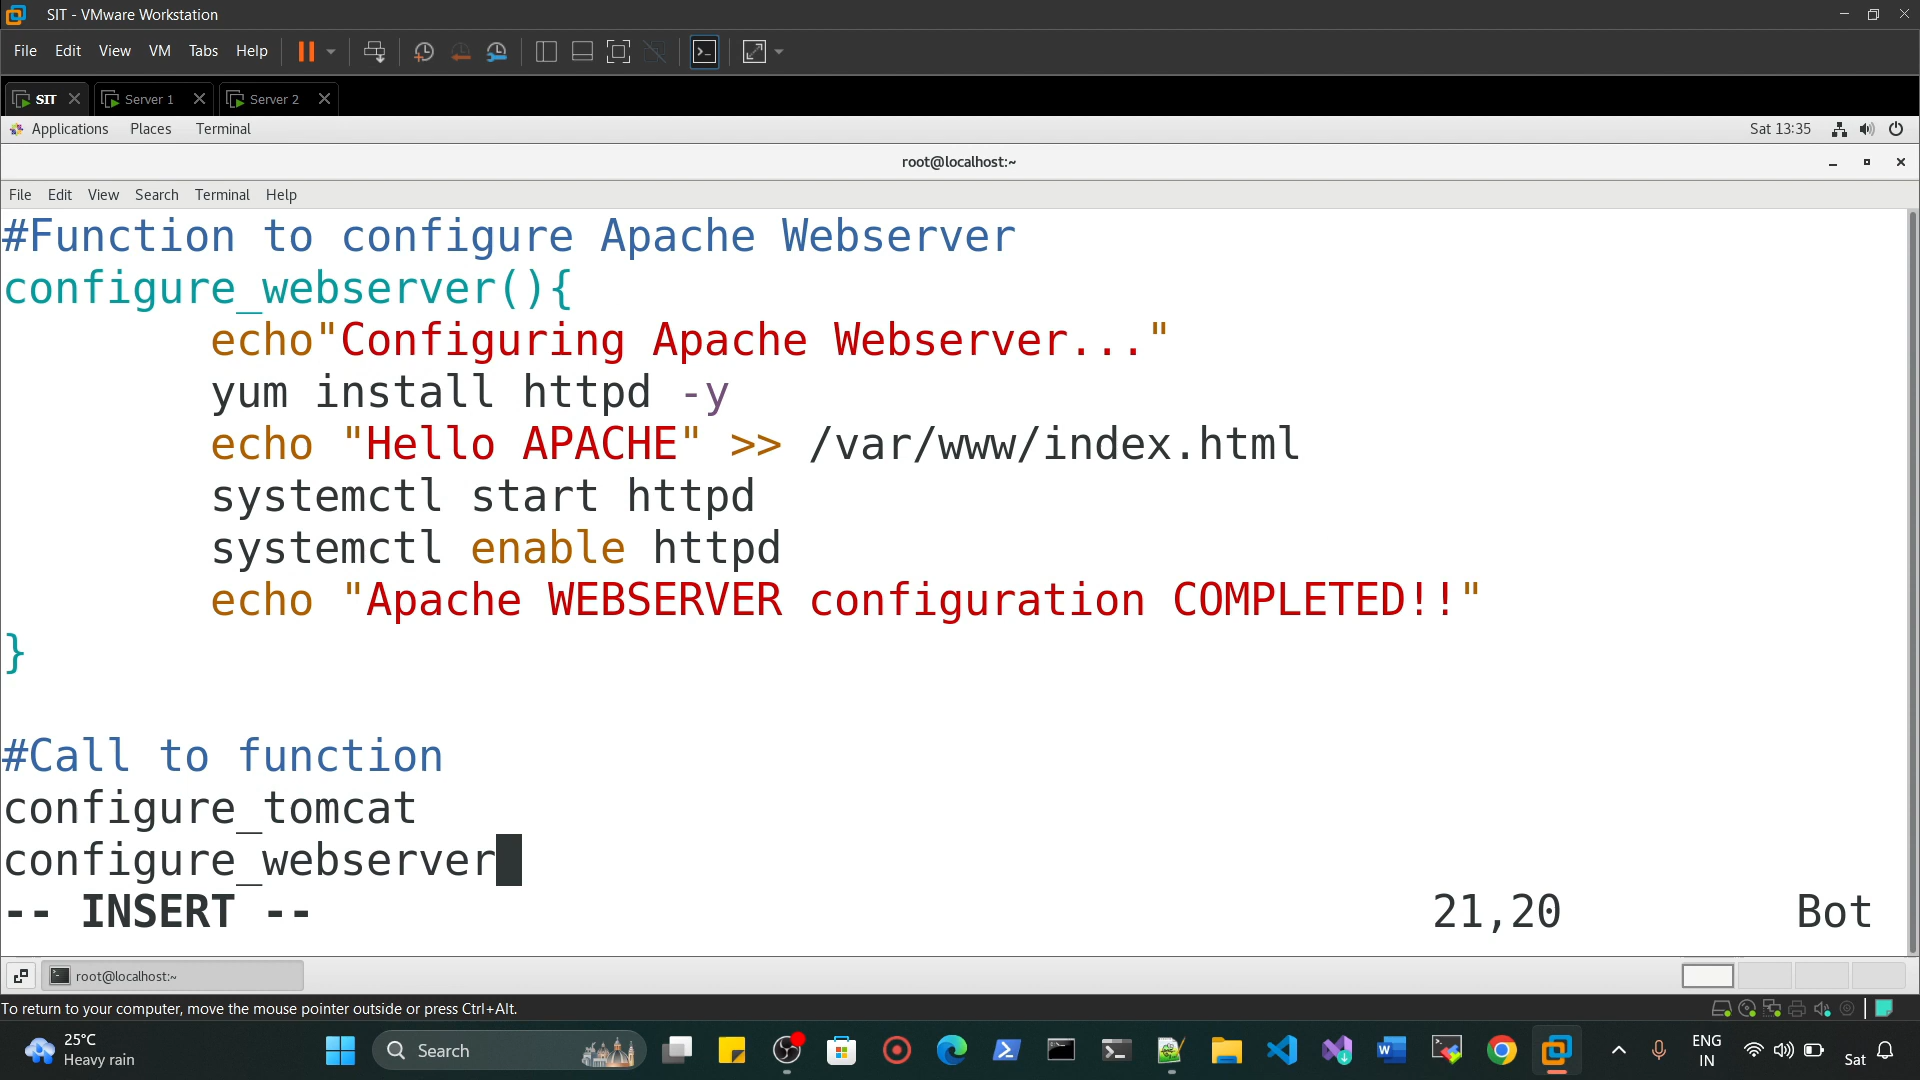 SIT - VMware Workstation
File Edit View VM Tabs Help
SIT Server 1 Server 2
Applications Places Terminal Sat 13:35
root@localhost:~
File Edit View Search Terminal Help
#Function to configure Apache Webserver
configure_webserver(){
echo"Configuring Apache Webserver..."
yum install httpd -y
echo "Hello APACHE" >> /var/www/index.html
systemctl start httpd
systemctl enable httpd
echo "Apache WEBSERVER configuration COMPLETED!!"
}
#Call to function
configure_tomcat
configure_webserver
-- INSERT -- 21,20 Bot
root@localhost:~
To return to your computer, move the mouse pointer outside or press Ctrl+Alt.
25°C
Heavy rain
Search
ENG
IN
Sat